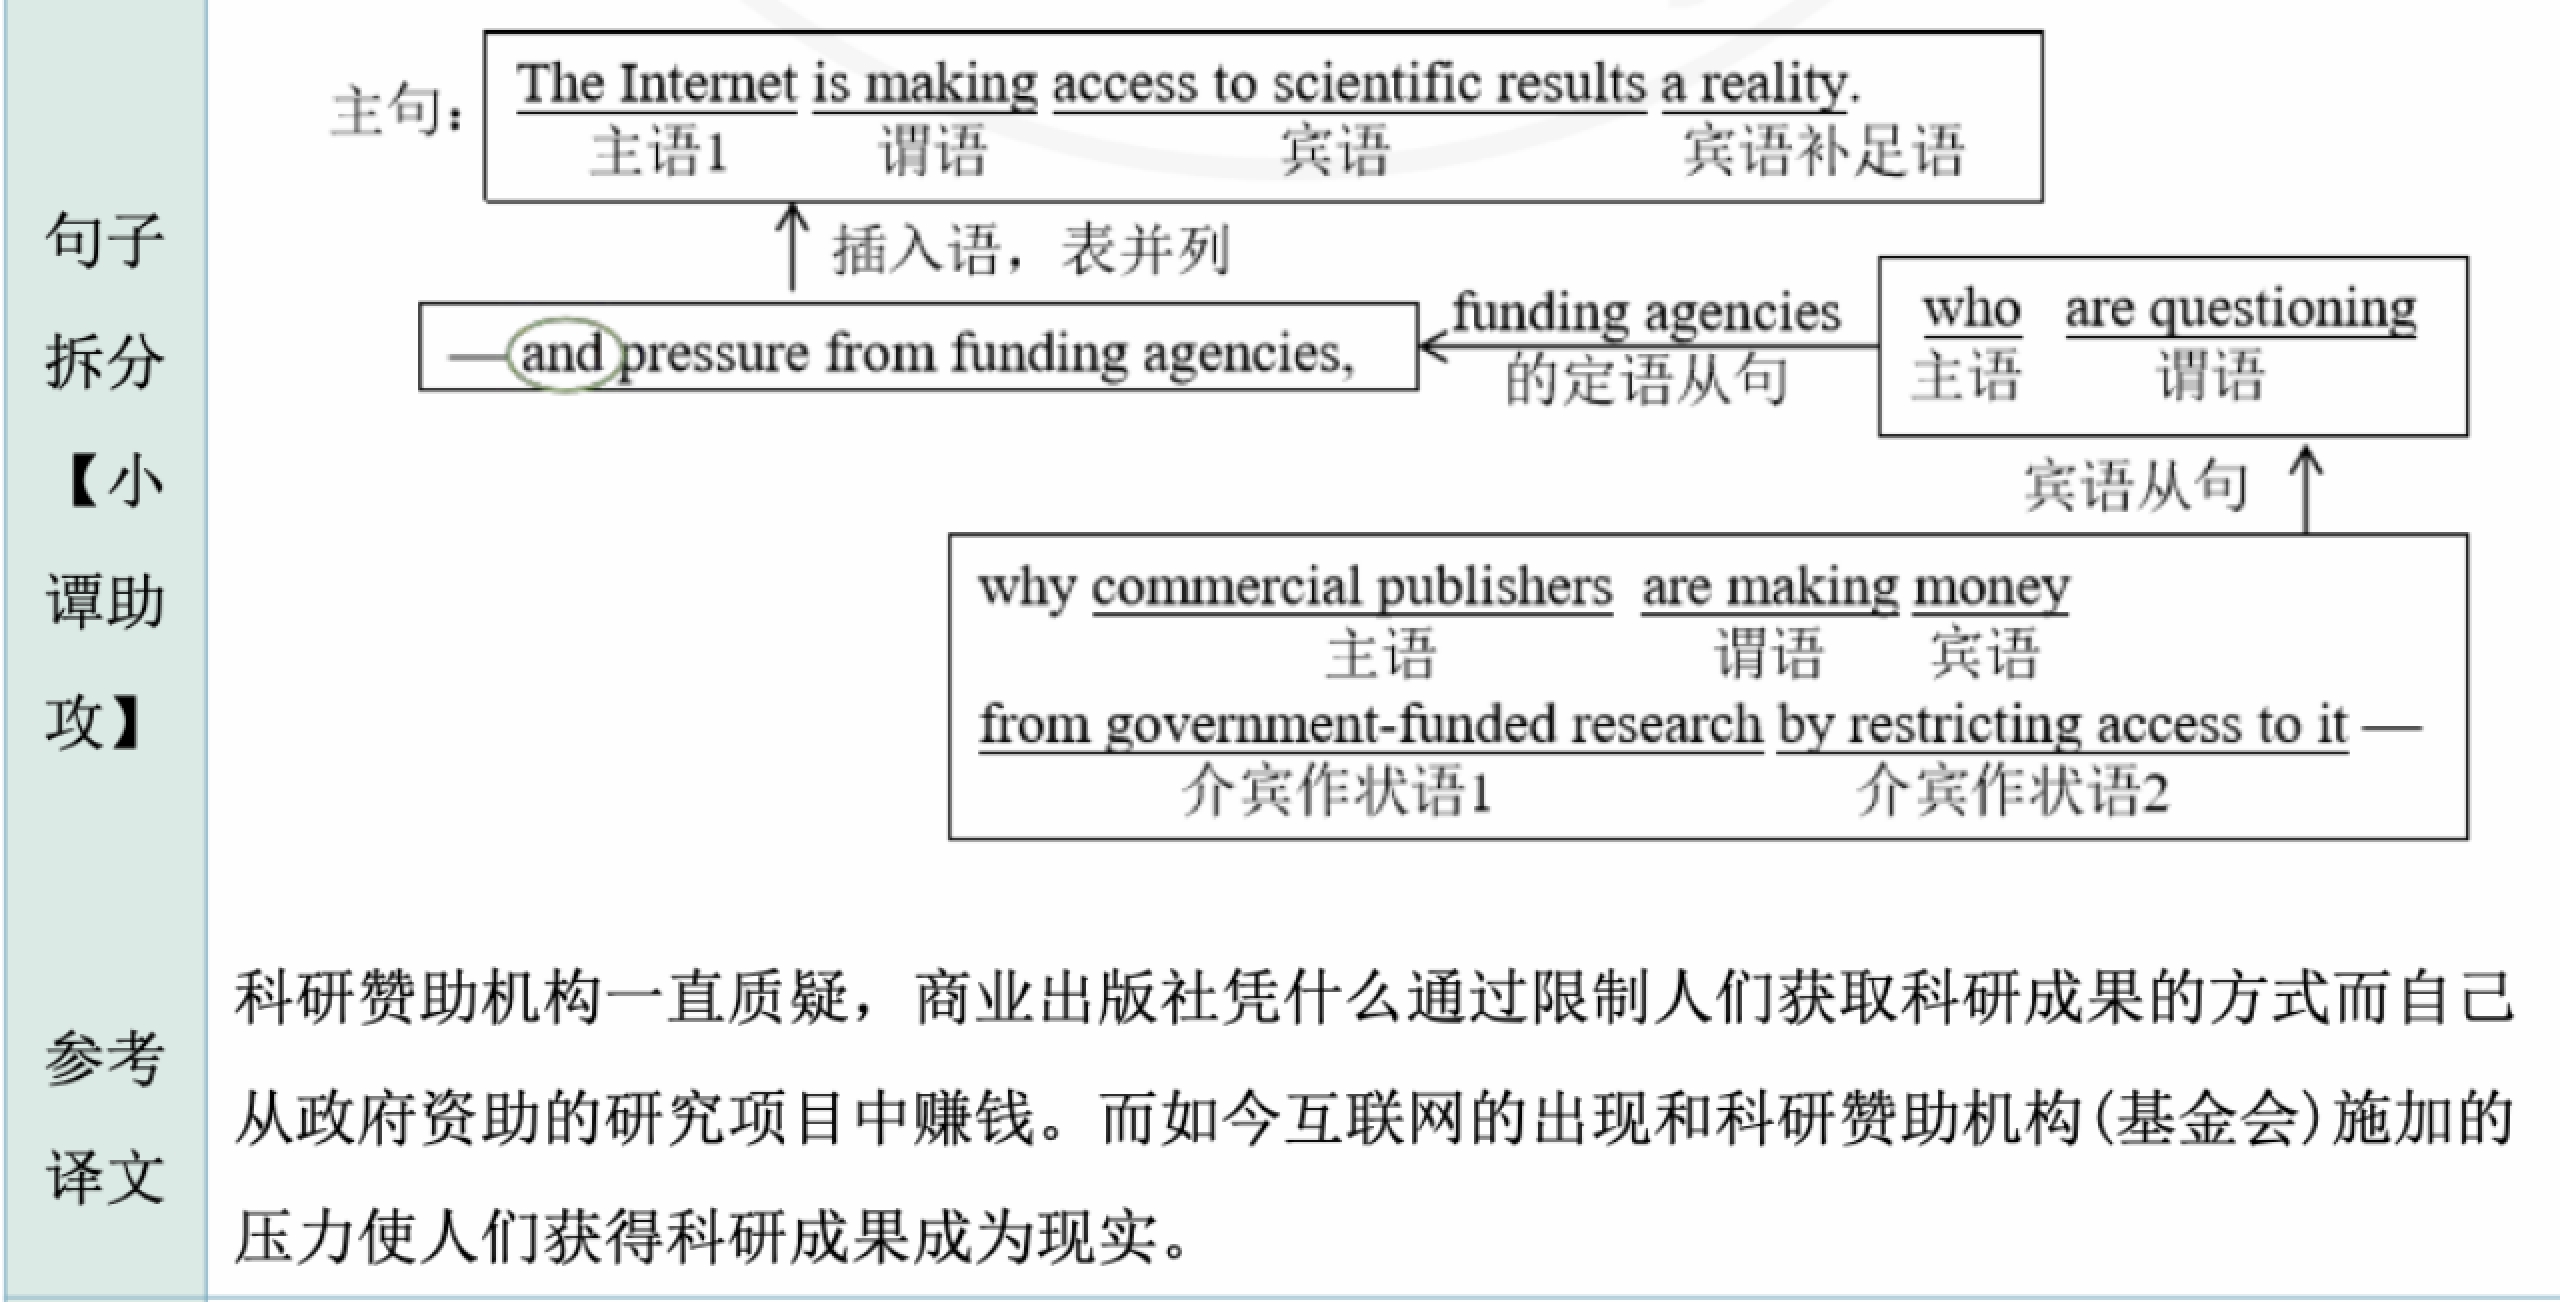 句子
拆分
【小
谭助
攻】
主句：
The Internet is making access to scientific results a reality.
主语1 谓语 宾语 宾语补足语
插入语，表并列
—and pressure from funding agencies,
funding agencies
的定语从句
who are questioning
主语 谓语
宾语从句
why commercial publishers are making money
主语 谓语 宾语
from government-funded research by restricting access to it —
介宾作状语1 介宾作状语2
参考
译文
科研赞助机构一直质疑，商业出版社凭什么通过限制人们获取科研成果的方式而自己
从政府资助的研究项目中赚钱。而如今互联网的出现和科研赞助机构(基金会)施加的
压力使人们获得科研成果成为现实。